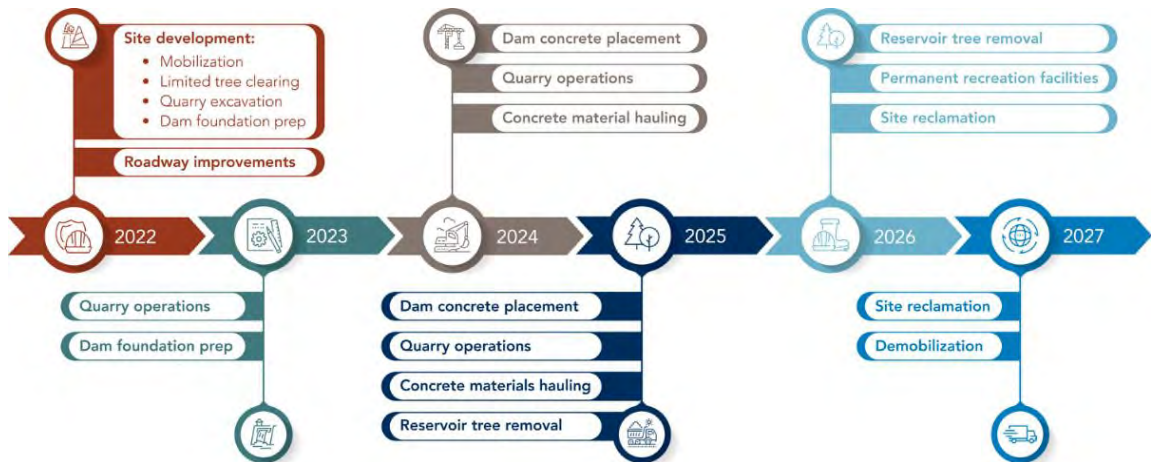 Site development:
• Mobilization
• Limited tree clearing
• Quarry excavation
• Dam foundation prep
Roadway improvements
Dam concrete placement
Quarry operations
Concrete material hauling
Reservoir tree removal
Permanent recreation facilities
Site reclamation
2022
2023
2024
2025
2026
2027
Quarry operations
Dam foundation prep
Dam concrete placement
Quarry operations
Concrete materials hauling
Reservoir tree removal
Site reclamation
Demobilization